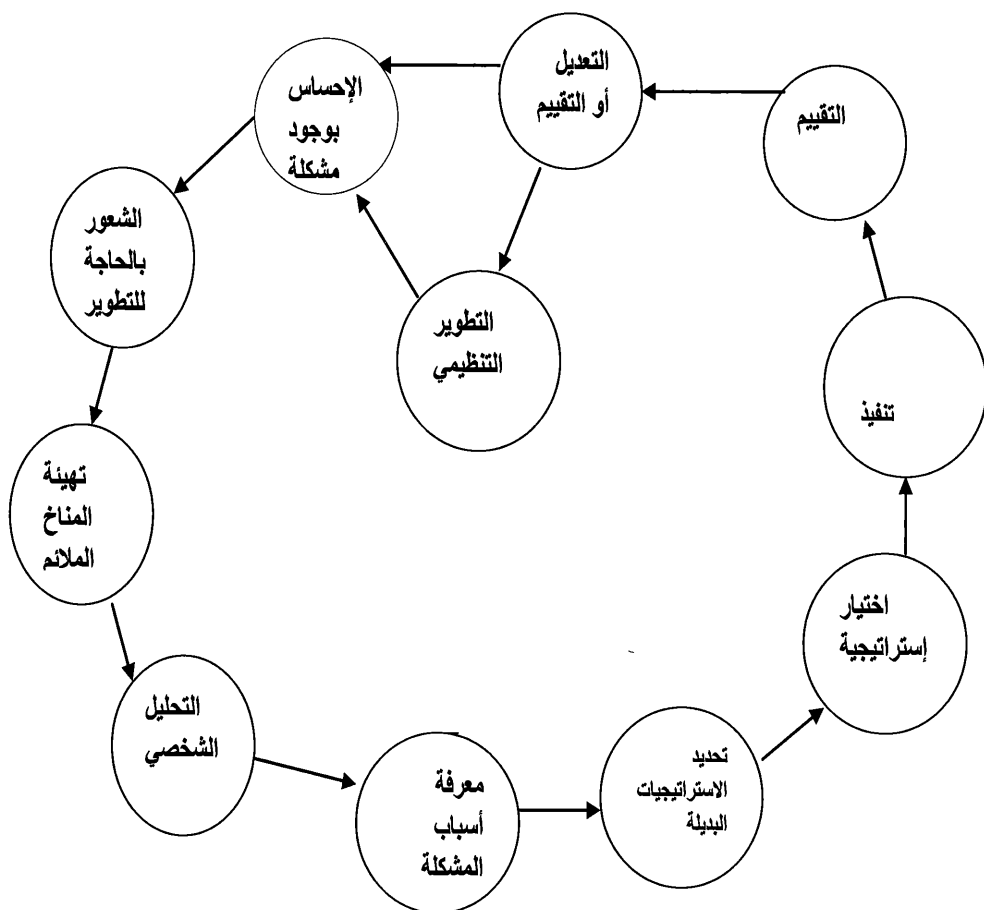 الإحساس
بوجود
مشكلة
الشعور
بالحاجة
للتطوير
تهيئة
المناخ
الملائم
التحليل
الشخصي
معرفة
أسباب
المشكلة
تحديد
الاستراتيجيات
البديلة
اختيار
إستراتيجية
تنفيذ
التقييم
التعديل
أو التقييم
التطوير
التنظيمي